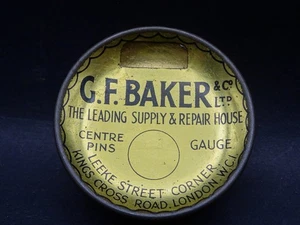 G.F. BAKER & CO LTD
THE LEADING SUPPLY & REPAIR HOUSE
CENTRE PINS
GAUGE
LEEKE STREET CORNER
KINGS CROSS ROAD. LONDON. W.C.1.